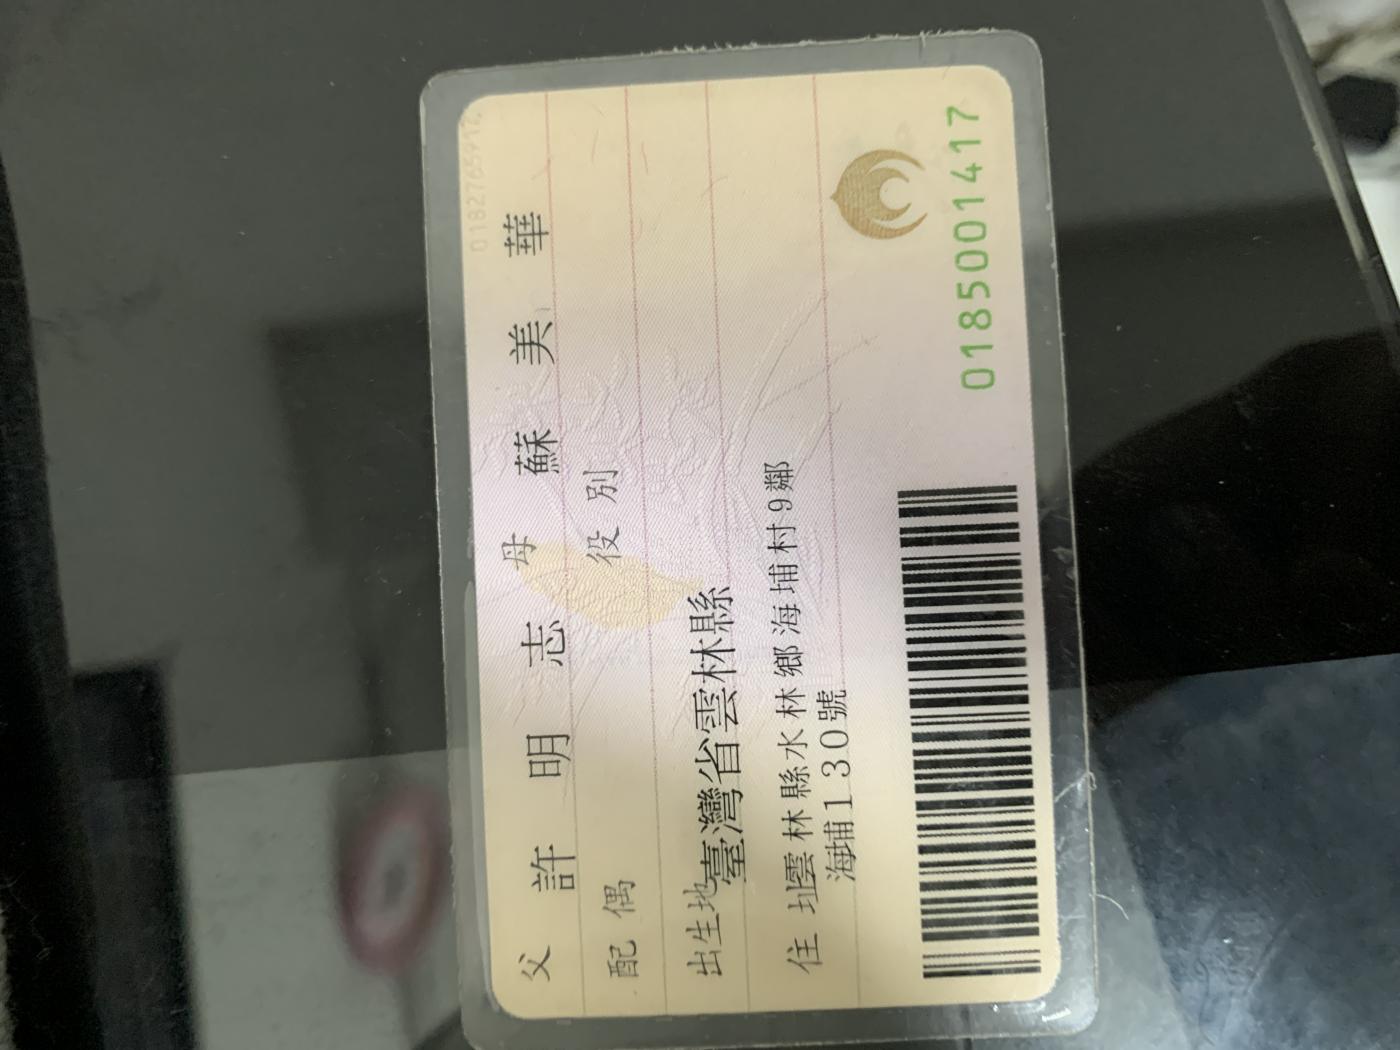 0182765917
父 許明志 母 蘇美華
配偶 役別
出生地 臺灣省雲林縣
住址 雲林縣水林鄉海埔村9鄰
海埔130號
0185001417